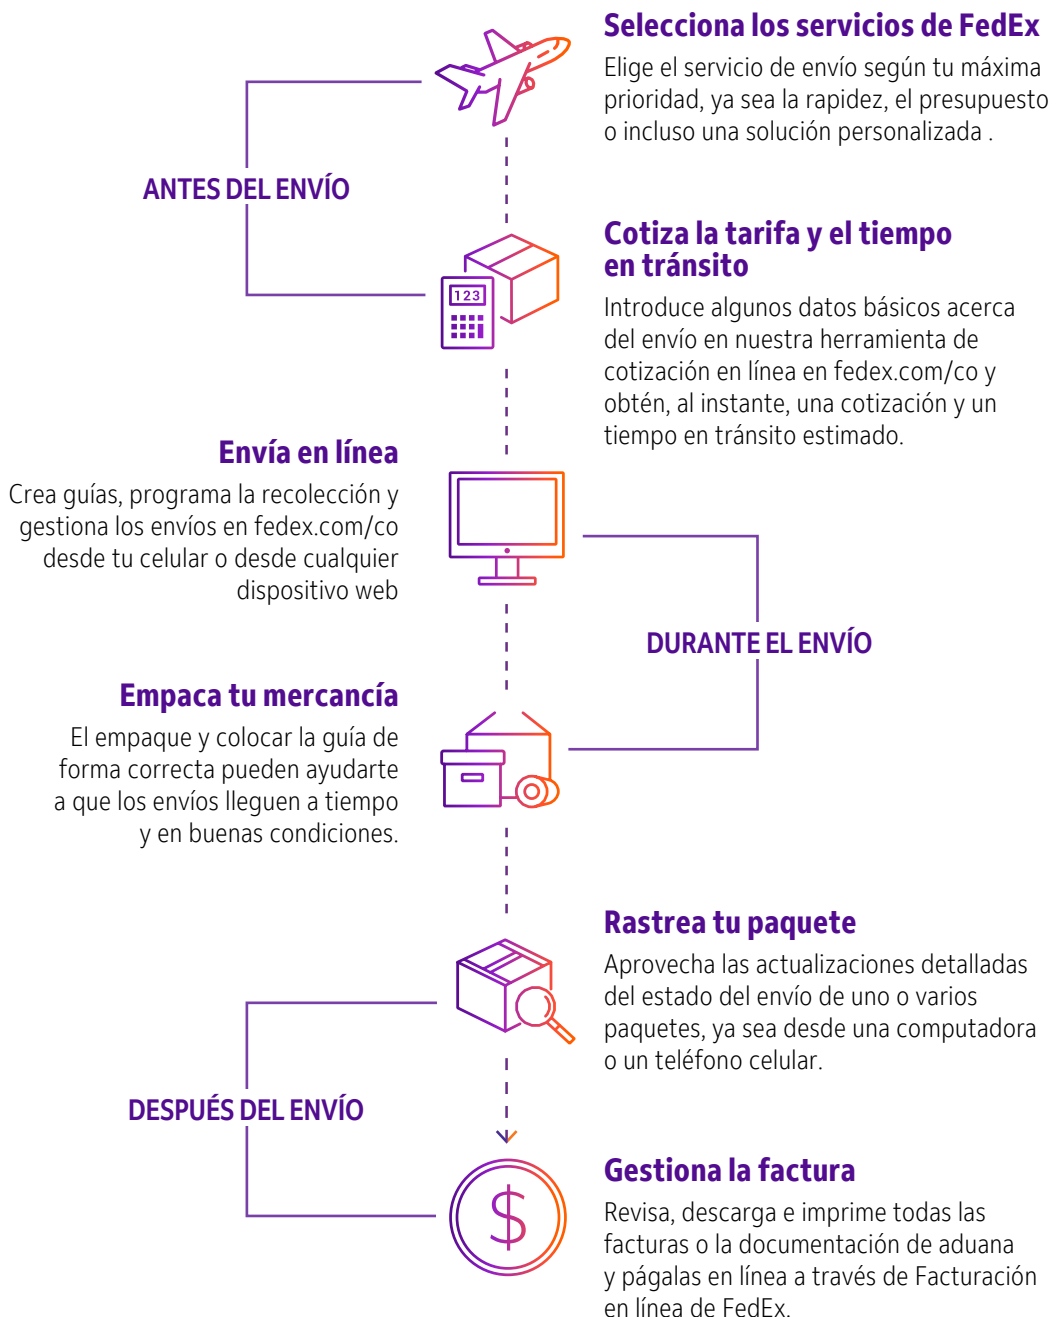 Selecciona los servicios de FedEx
Elige el servicio de envío según tu máxima
prioridad, ya sea la rapidez, el presupuesto
o incluso una solución personalizada .
ANTES DEL ENVÍO
Cotiza la tarifa y el tiempo
en tránsito
123
Introduce algunos datos básicos acerca
del envío en nuestra herramienta de
cotización en línea en fedex.com/co y
obtén, al instante, una cotización y un
tiempo en tránsito estimado.
Envía en línea
Crea guías, programa la recolección y
gestiona los envíos en fedex.com/co
desde tu celular o desde cualquier
dispositivo web
DURANTE EL ENVÍO
Empaca tu mercancía
El empaque y colocar la guía de
forma correcta pueden ayudarte
a que los envíos lleguen a tiempo
y en buenas condiciones.
Rastrea tu paquete
Aprovecha las actualizaciones detalladas
del estado del envío de uno o varios
paquetes, ya sea desde una computadora
o un teléfono celular.
DESPUÉS DEL ENVÍO
Gestiona la factura
$
Revisa, descarga e imprime todas las
facturas o la documentación de aduana
y págalas en línea a través de Facturación
en línea de FedEx.